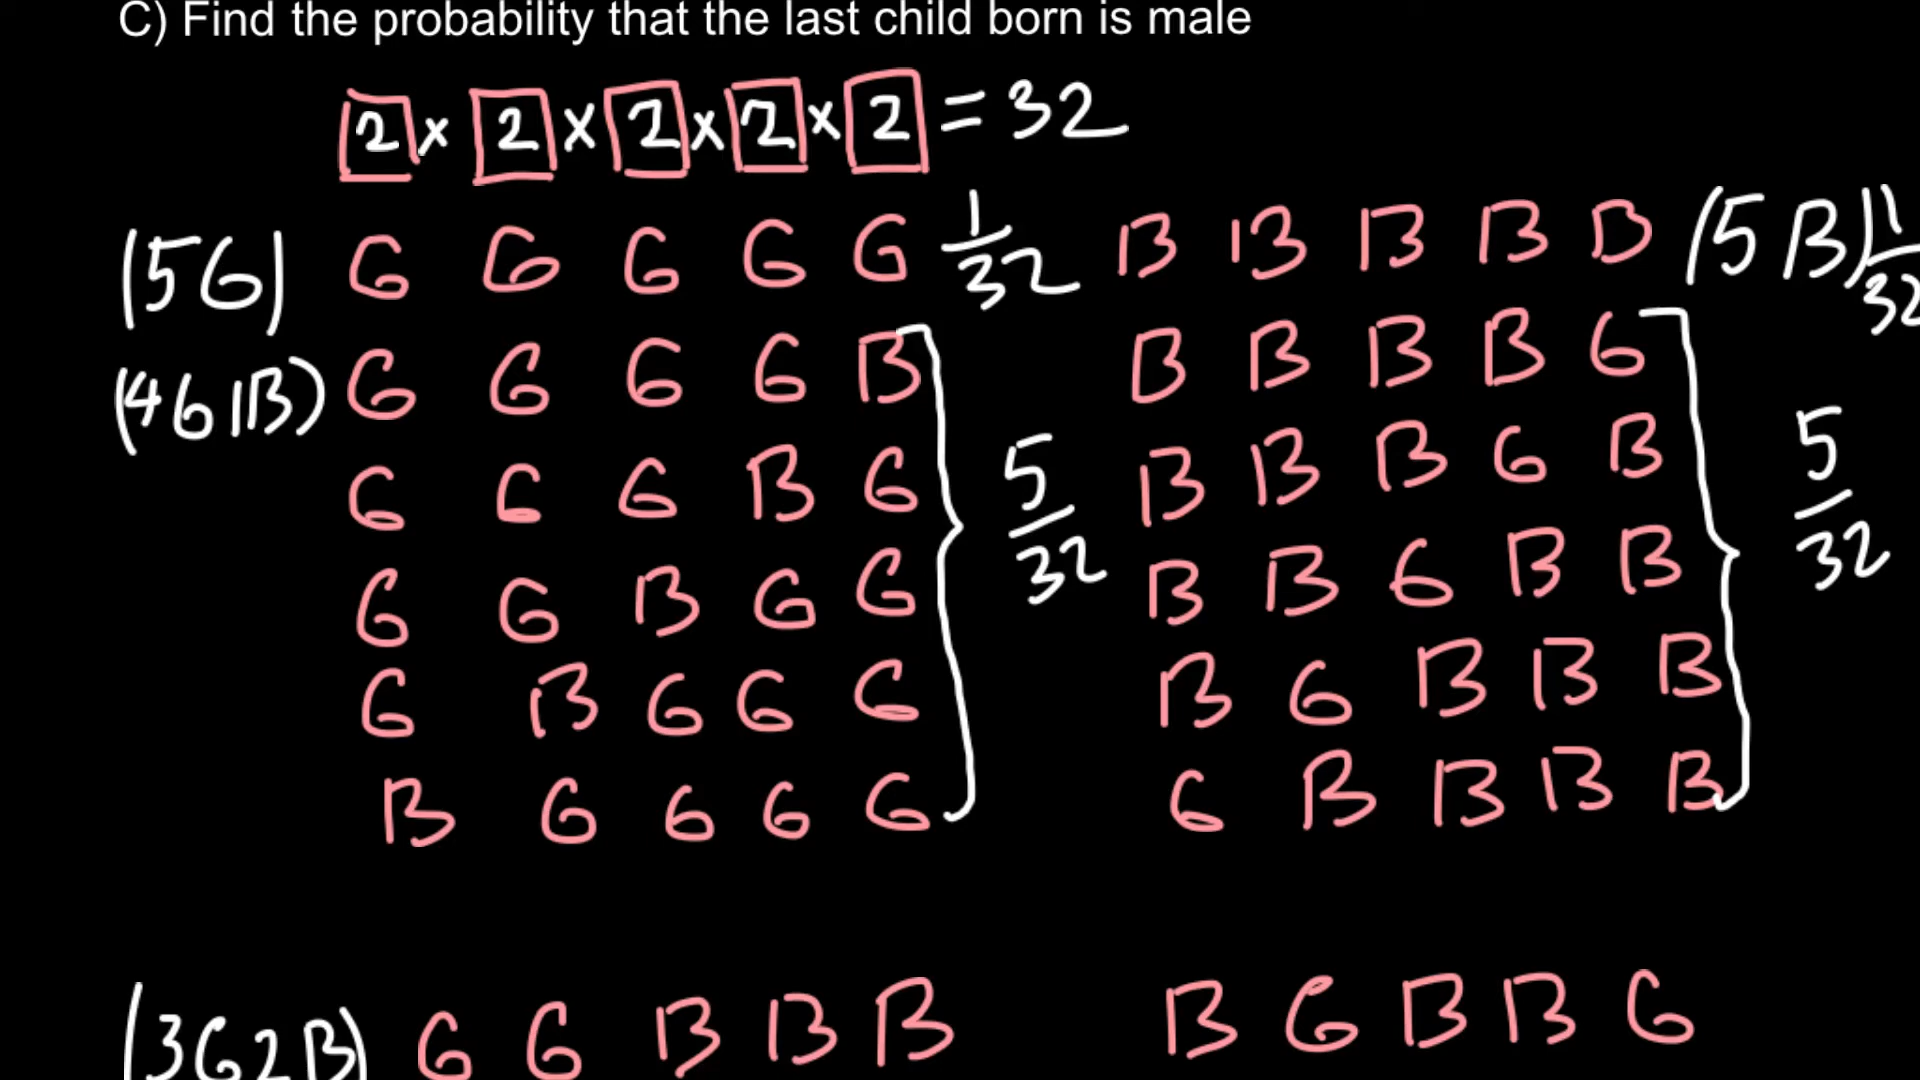 C) Find the probability that the last child born is male
2 × 2 × 2 × 2 × 2 = 32
(5G) G G G G G 1/32 B B B B B (5B) 1/32
(4G1B) G G G G B B B B B G
G G G B G 5/32 B B B G B 5/32
G G B G G B B G B B
G B G G G B G B B B
B G G G G G B B B B
(3G2B) G G B B B B G B B G